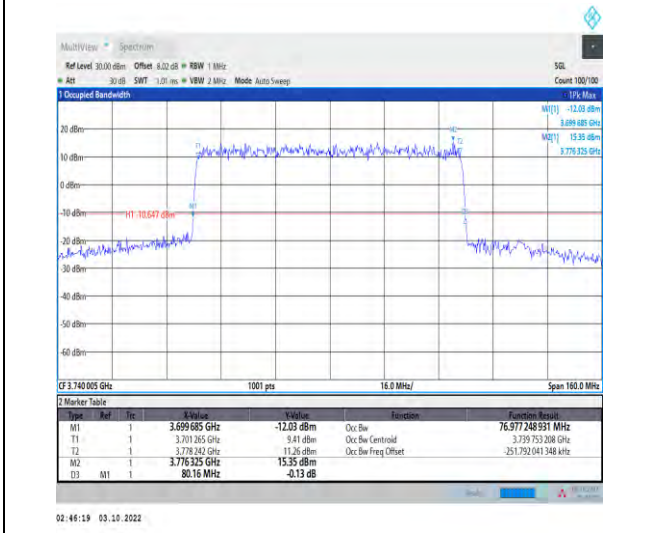 MultiView Spectrum
Ref Level 30.00 dBm Offset 8.02 dB RBW 1 MHz SGL
Att 30 dB SWT 1.01 ms VBW 2 MHz Mode Auto Sweep Count 100/100
1 Occupied Bandwidth 1Pk Max
M1[1] -12.03 dBm
3.699 685 GHz
M2[1] 15.35 dBm
3.776 325 GHz
20 dBm
M2
T1
T2
10 dBm
0 dBm
-10 dBm
H1 -10.647 dBm
M1
-20 dBm
-30 dBm
-40 dBm
-50 dBm
-60 dBm
CF 3.740 005 GHz 1001 pts 16.0 MHz/ Span 160.0 MHz
2 Marker Table
Type Ref Trc X-Value Y-Value Function Function Result
M1 1 3.699 685 GHz -12.03 dBm Occ Bw 76.977 248 931 MHz
T1 1 3.701 265 GHz 9.41 dBm Occ Bw Centroid 3.739 753 208 GHz
T2 1 3.778 242 GHz 11.26 dBm Occ Bw Freq Offset -251.792 041 348 kHz
M2 1 3.776 325 GHz 15.35 dBm
D3 M1 1 80.16 MHz -0.13 dB
02:46:19 03.10.2022